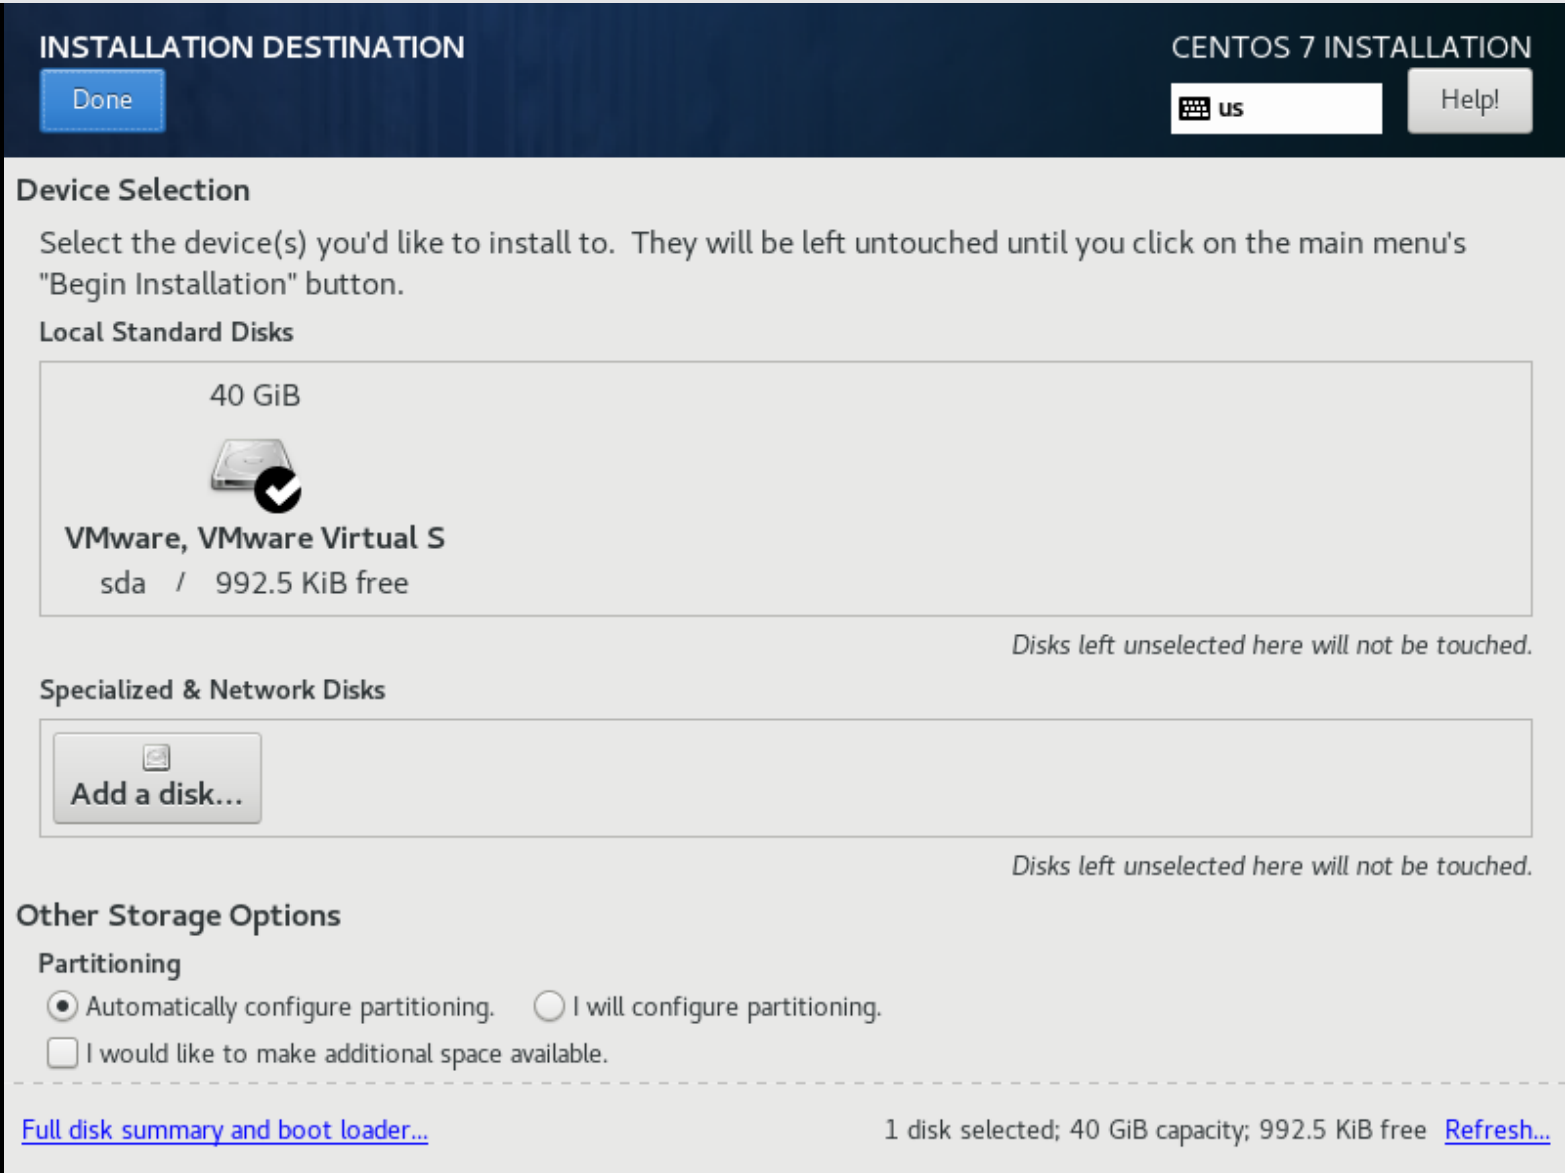 INSTALLATION DESTINATION
CENTOS 7 INSTALLATION
Done
us
Help!
Device Selection
Select the device(s) you'd like to install to.  They will be left untouched until you click on the main menu's
"Begin Installation" button.
Local Standard Disks
40 GiB
VMware, VMware Virtual S
sda / 992.5 KiB free
Disks left unselected here will not be touched.
Specialized & Network Disks
Add a disk...
Disks left unselected here will not be touched.
Other Storage Options
Partitioning
Automatically configure partitioning. I will configure partitioning.
I would like to make additional space available.
Full disk summary and boot loader... 1 disk selected; 40 GiB capacity; 992.5 KiB free Refresh...